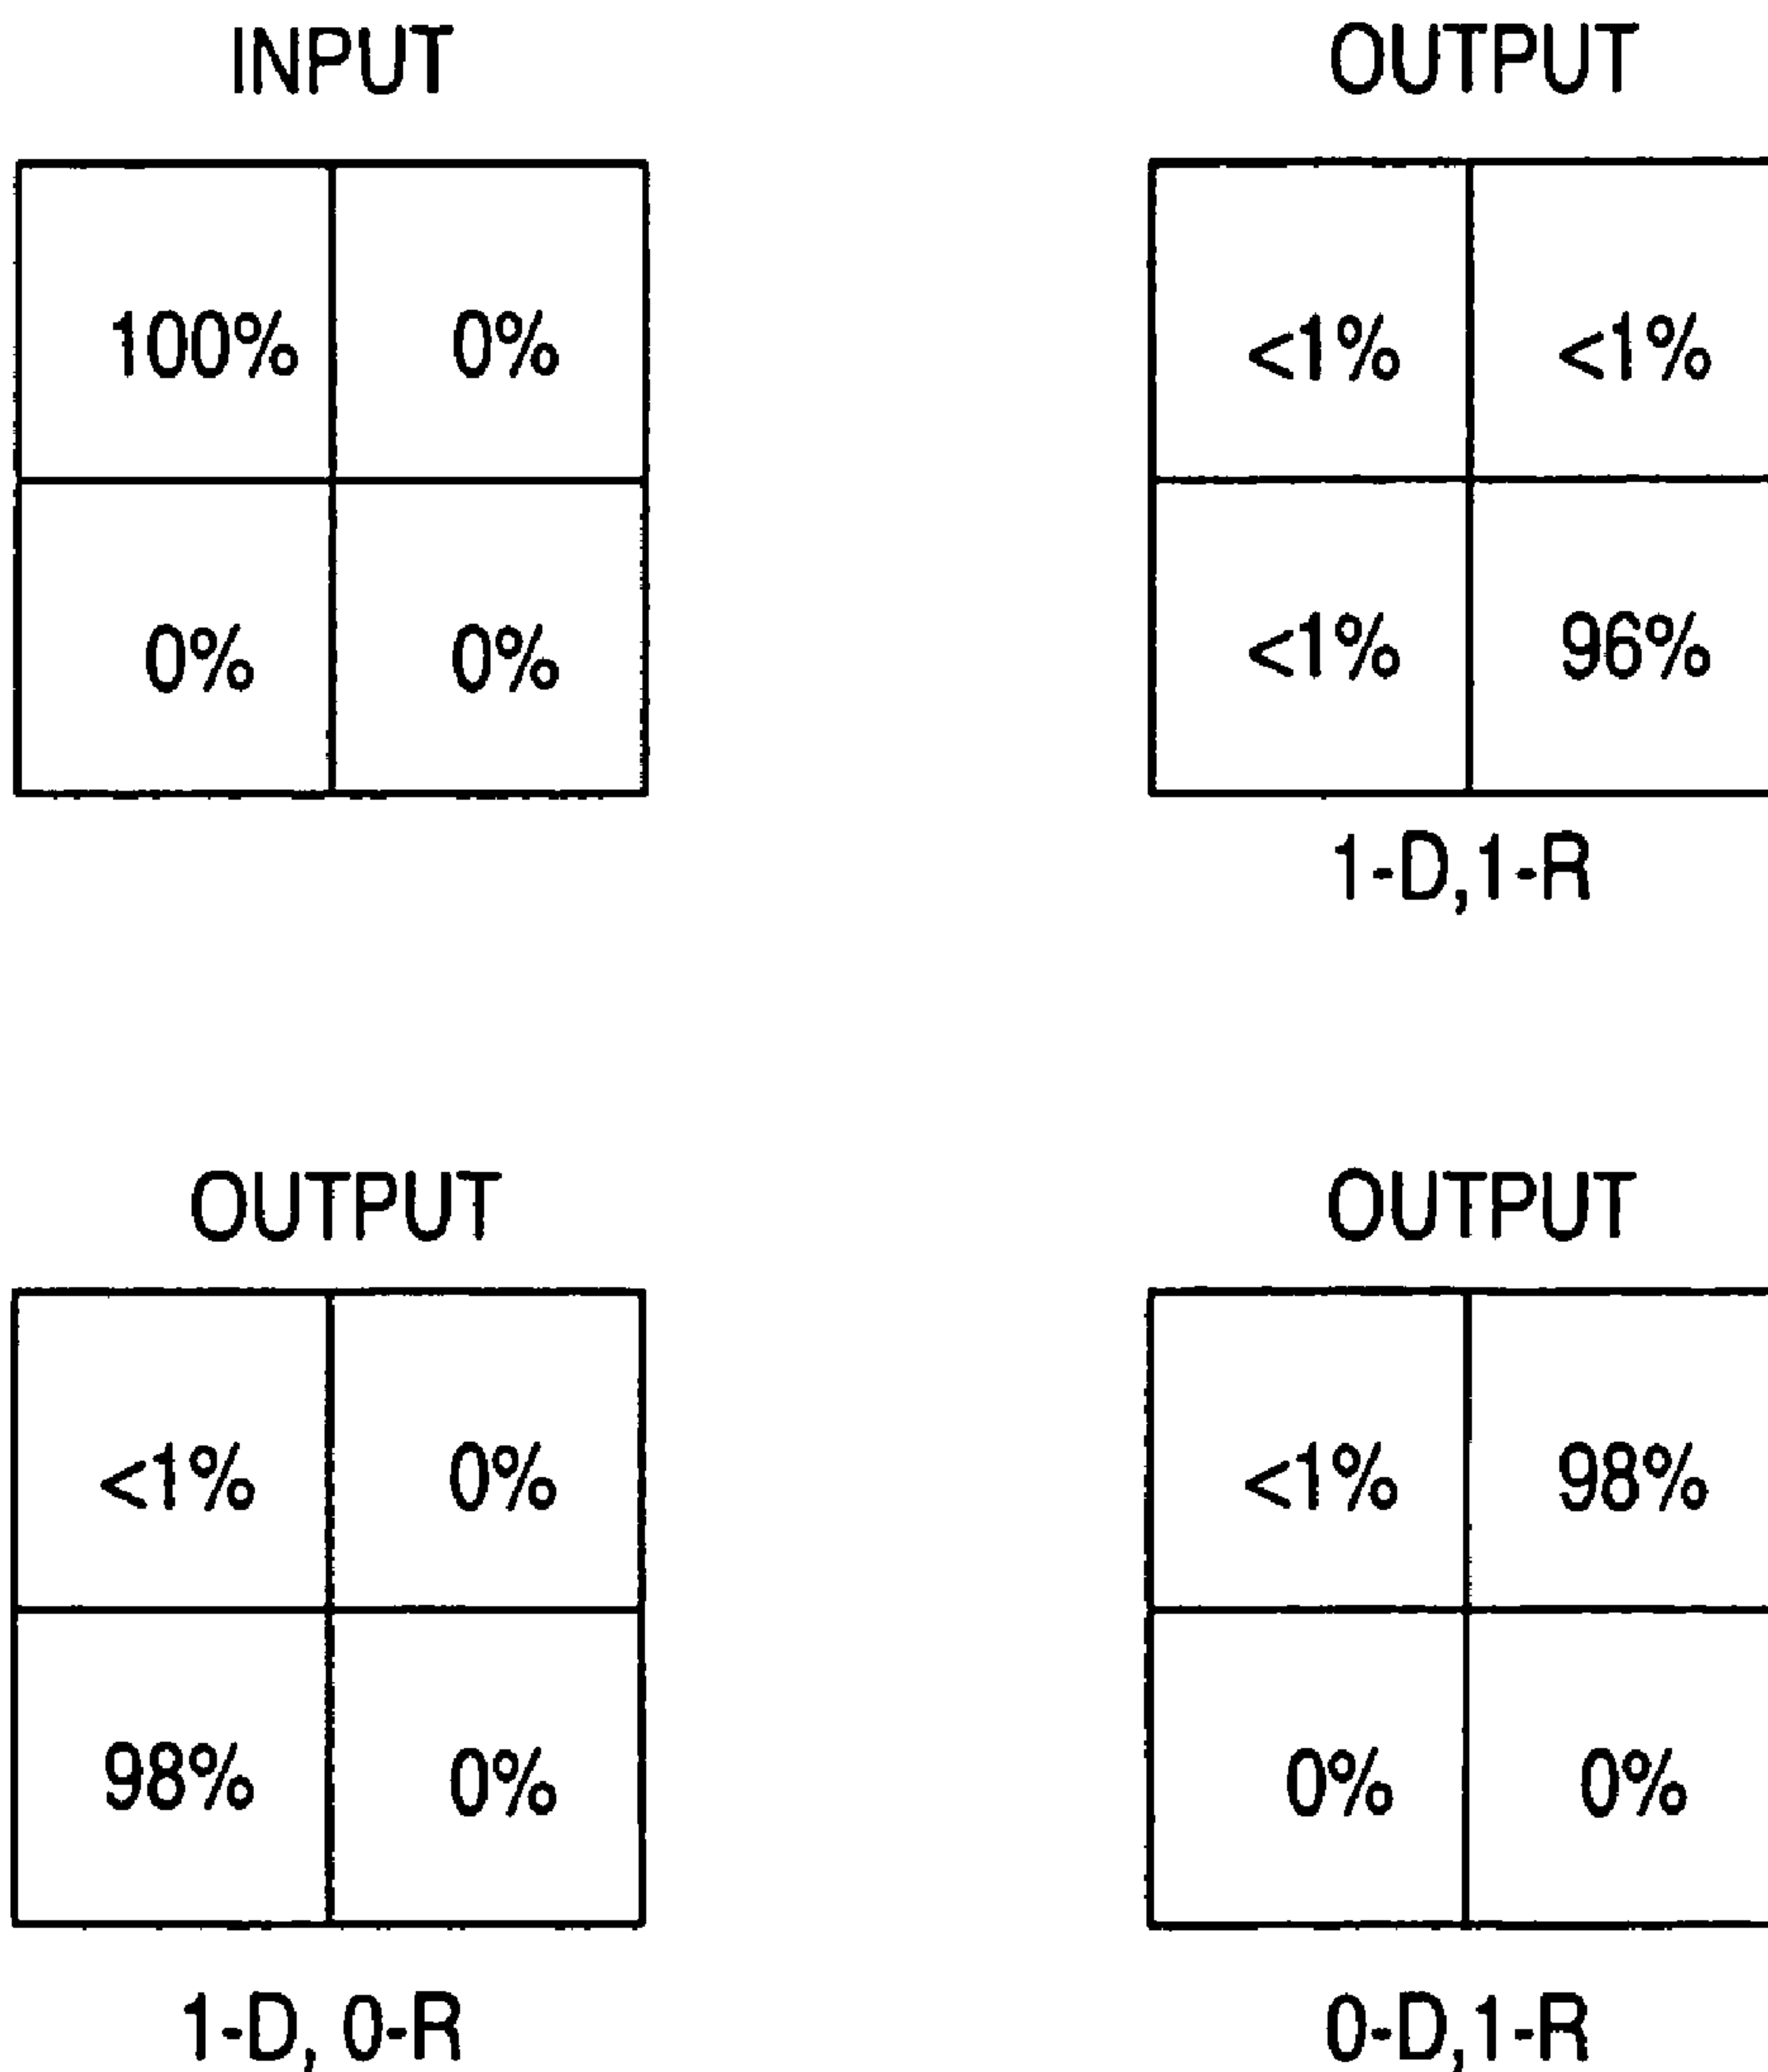 INPUT
100% 0%
0% 0%
OUTPUT
<1% <1%
<1% 96%
1-D,1-R
OUTPUT
<1% 0%
98% 0%
1-D, 0-R
OUTPUT
<1% 98%
0% 0%
0-D,1-R